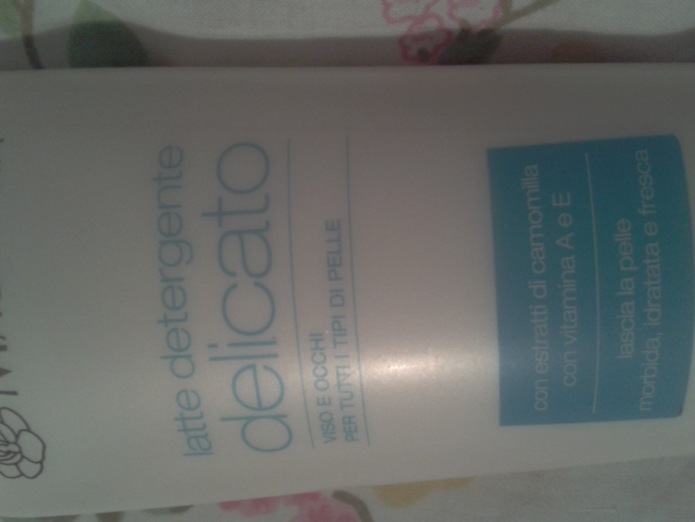 latte detergente
delicato
VISO E OCCHI
PER TUTTI I TIPI DI PELLE
con estratti di camomilla
con vitamina A e E
lascia la pelle
morbida, idratata e fresca